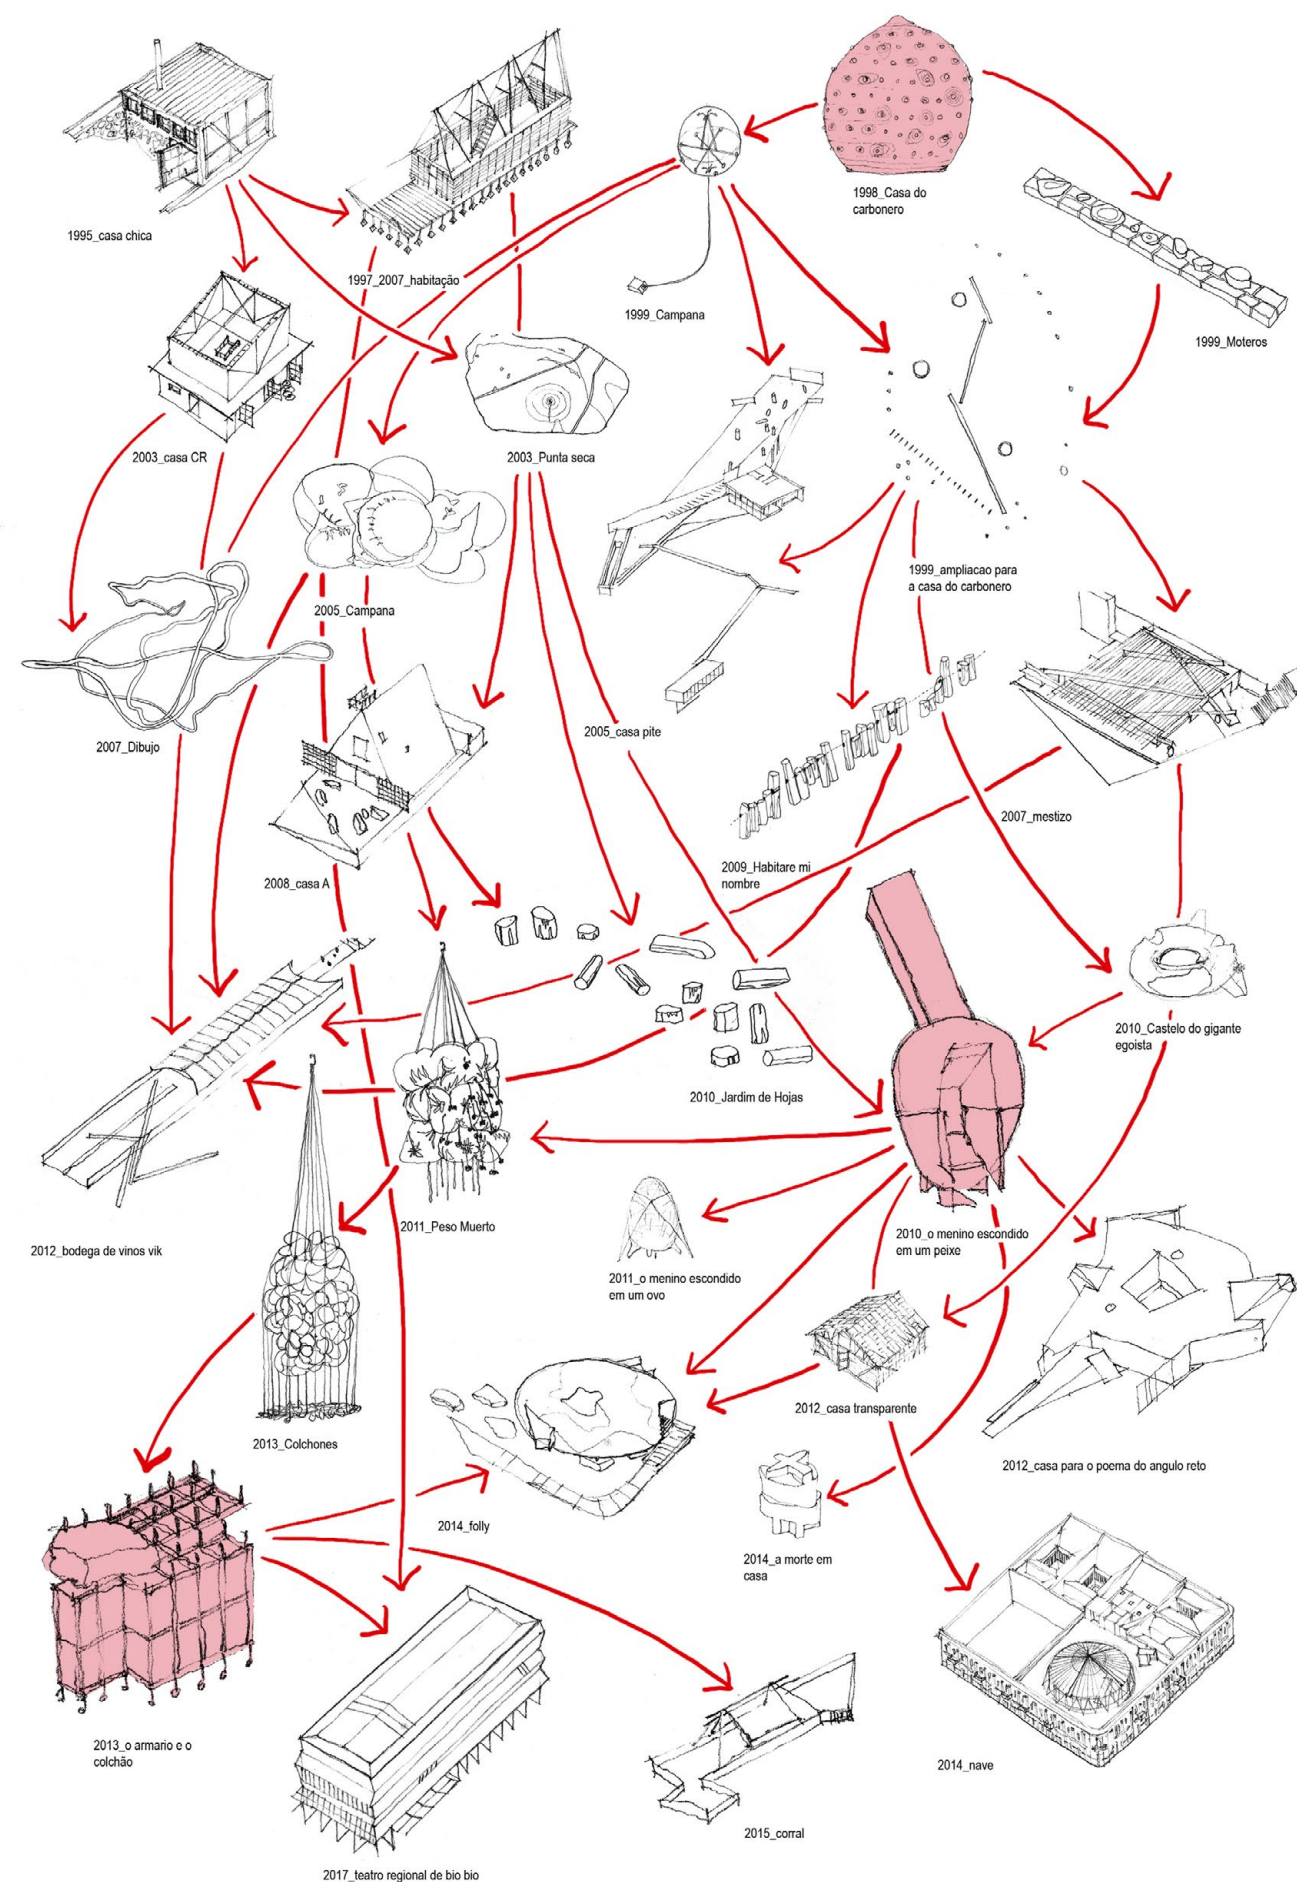 1995_casa chica
1997_2007_habitação
1998_Casa do
carbonero
1999_Campana
1999_Moteros
2003_casa CR
2003_Punta seca
1999_ampliacao para
a casa do carbonero
2005_Campana
2005_casa pite
2007_Dibujo
2007_mestizo
2008_casa A
2009_Habitare mi
nombre
2010_Castelo do gigante
egoista
2010_Jardim de Hojas
2012_bodega de vinos vik
2011_Peso Muerto
2010_o menino escondido
em um peixe
2011_o menino escondido
em um ovo
2012_casa transparente
2013_Colchones
2012_casa para o poema do angulo reto
2014_folly
2014_a morte em
casa
2013_o armario e o
colchão
2014_nave
2015_corral
2017_teatro regional de bio bio